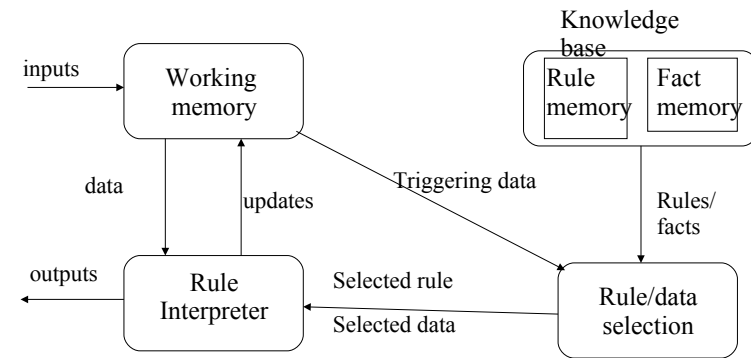 Knowledge
base
inputs
Working
memory
Rule
memory
Fact
memory
data
updates
Triggering data
Rules/
facts
outputs
Rule
Interpreter
Selected rule
Selected data
Rule/data
selection